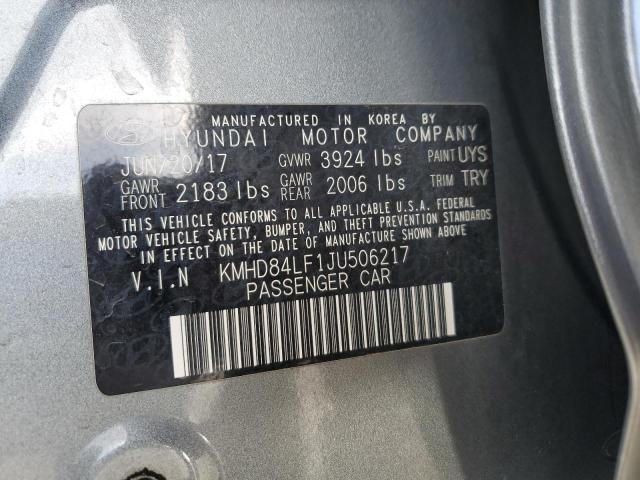 MANUFACTURED IN KOREA BY
HYUNDAI MOTOR COMPANY
JUN/20/17 GVWR 3924 lbs PAINT UYS
GAWR FRONT 2183 lbs GAWR REAR 2006 lbs TRIM TRY
THIS VEHICLE CONFORMS TO ALL APPLICABLE U.S.A. FEDERAL
MOTOR VEHICLE SAFETY, BUMPER, AND THEFT PREVENTION STANDARDS
IN EFFECT ON THE DATE OF MANUFACTURE SHOWN ABOVE.
V.I.N KMHD84LF1JU506217
PASSENGER CAR